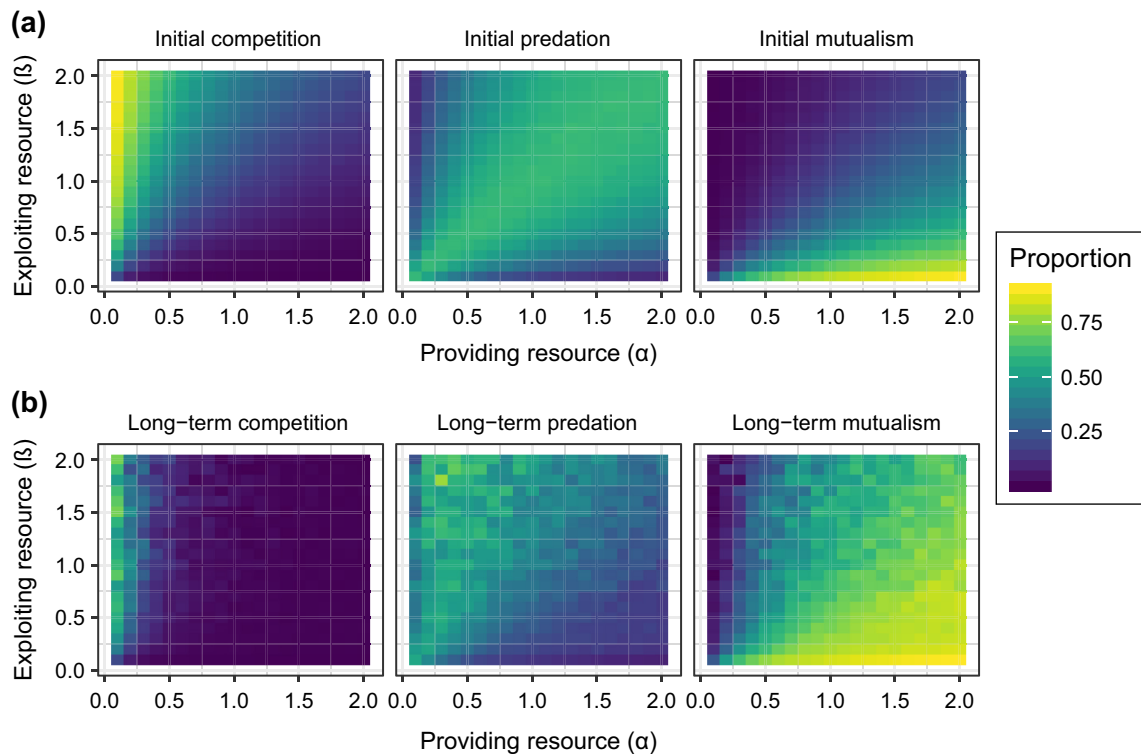 (a)
Initial competition Initial predation Initial mutualism
Exploiting resource (ß)
2.0
1.5
1.0
0.5
0.0
0.0 0.5 1.0 1.5 2.0 0.0 0.5 1.0 1.5 2.0 0.0 0.5 1.0 1.5 2.0
Providing resource (α)
Proportion
0.75
0.50
0.25
(b)
Long−term competition Long−term predation Long−term mutualism
Exploiting resource (ß)
2.0
1.5
1.0
0.5
0.0
0.0 0.5 1.0 1.5 2.0 0.0 0.5 1.0 1.5 2.0 0.0 0.5 1.0 1.5 2.0
Providing resource (α)